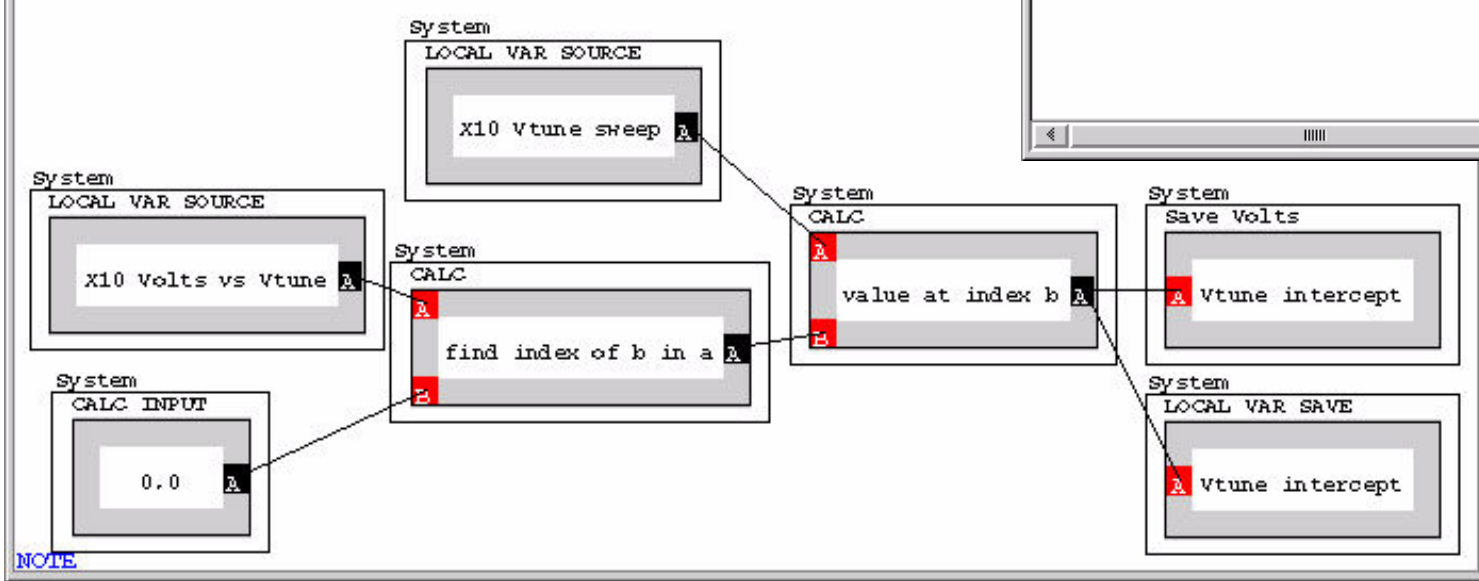 System
LOCAL VAR SOURCE
X10 Vtune sweep A
System
LOCAL VAR SOURCE
X10 Volts vs Vtune A
System
CALC INPUT
0.0 A
System
CALC
A
find index of b in a A
B
System
CALC
A
value at index b A
B
System
Save Volts
A Vtune intercept
System
LOCAL VAR SAVE
A Vtune intercept
NOTE